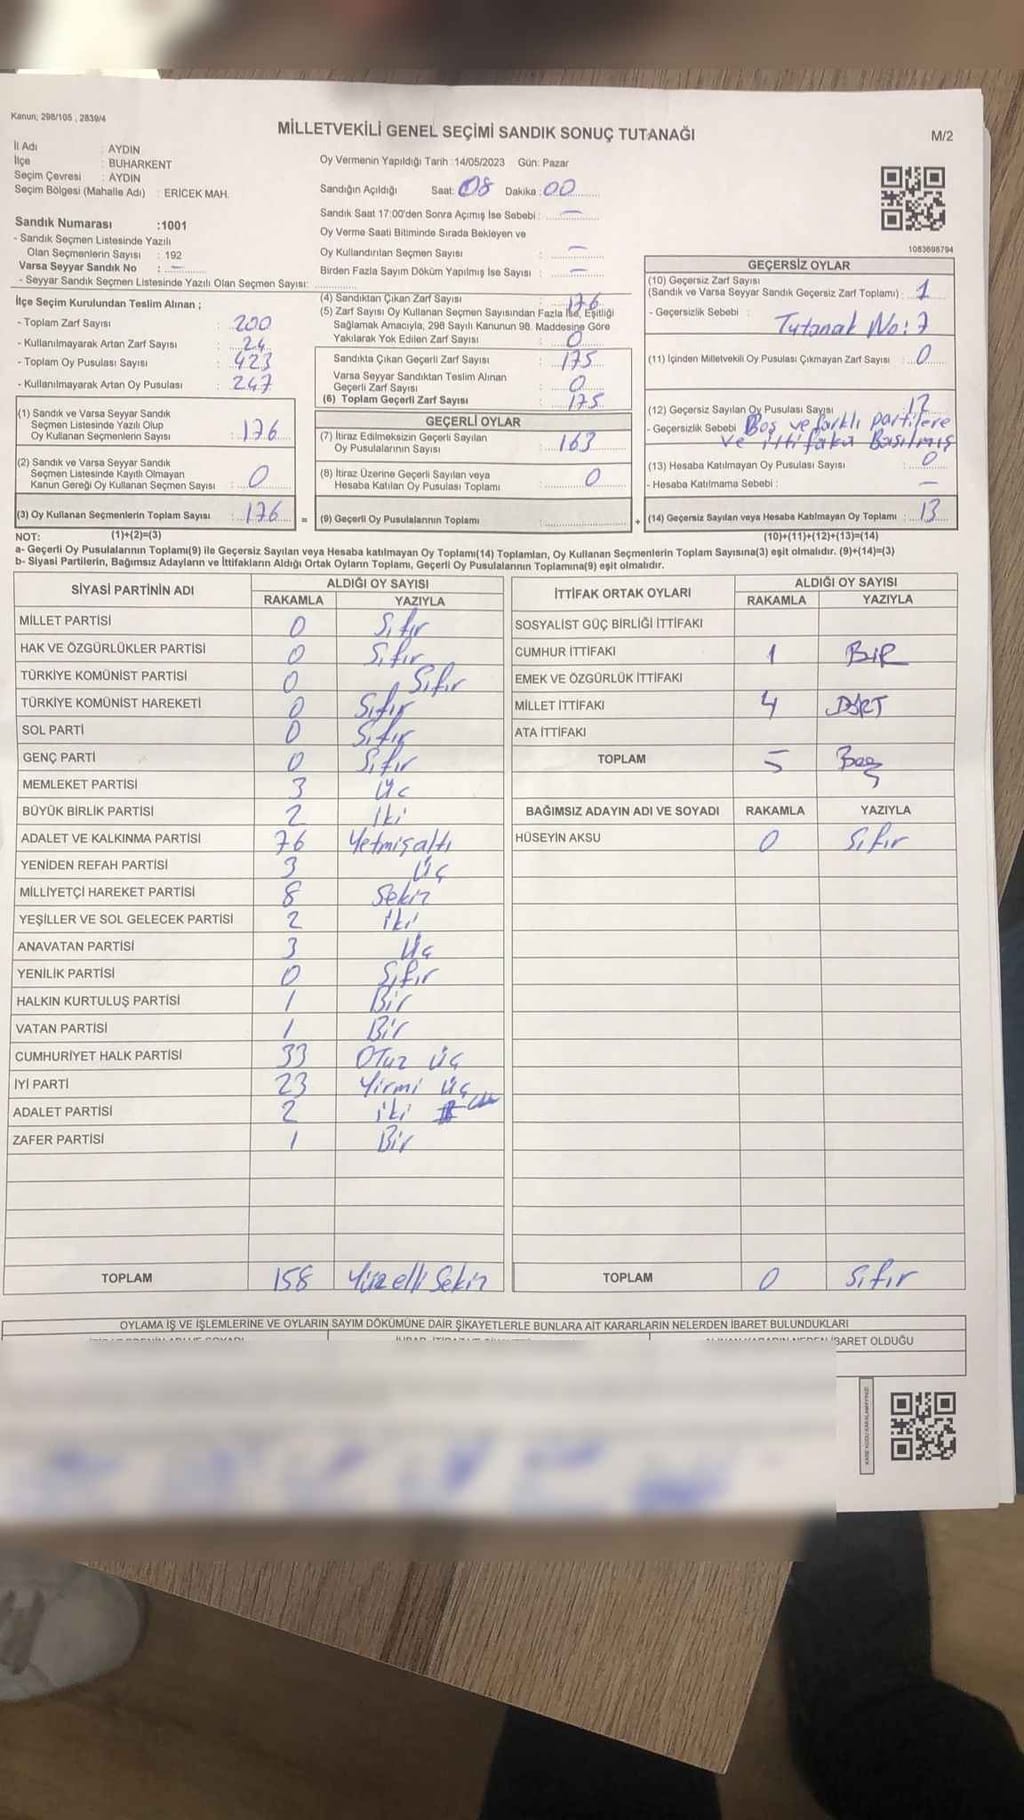 Kanun; 298/105 , 2839/4
MİLLETVEKİLİ GENEL SEÇİMİ SANDIK SONUÇ TUTANAĞI
M/2
İl Adı : AYDIN
İlçe : BUHARKENT
Seçim Çevresi : AYDIN
Seçim Bölgesi (Mahalle Adı) : ERİCEK MAH.
Sandık Numarası :1001
- Sandık Seçmen Listesinde Yazılı
Olan Seçmenlerin Sayısı : 192
Varsa Seyyar Sandık No : —
- Seyyar Sandık Seçmen Listesinde Yazılı Olan Seçmen Sayısı:
Oy Vermenin Yapıldığı Tarih :14/05/2023 Gün: Pazar
Sandığın Açıldığı Saat: 08 Dakika : 00
Sandık Saat 17:00'den Sonra Açımış İse Sebebi : —
Oy Verme Saati Bitiminde Sırada Bekleyen ve
Oy Kullandırılan Seçmen Sayısı : —
Birden Fazla Sayım Döküm Yapılmış İse Sayısı : —
1083698794
İlçe Seçim Kurulundan Teslim Alınan ;
- Toplam Zarf Sayısı : 200
- Kullanılmayarak Artan Zarf Sayısı : 24
- Toplam Oy Pusulası Sayısı : 423
- Kullanılmayarak Artan Oy Pusulası : 247
(1) Sandık ve Varsa Seyyar Sandık
Seçmen Listesinde Yazılı Olup
Oy Kullanan Seçmenlerin Sayısı : 176
(2) Sandık ve Varsa Seyyar Sandık
Seçmen Listesinde Kayıtlı Olmayan
Kanun Gereği Oy Kullanan Seçmen Sayısı : 0
(3) Oy Kullanan Seçmenlerin Toplam Sayısı : 176 =
(4) Sandıktan Çıkan Zarf Sayısı : 176
(5) Zarf Sayısı Oy Kullanan Seçmen Sayısından Fazla İse, Eşitliği
Sağlamak Amacıyla, 298 Sayılı Kanunun 98. Maddesine Göre
Yakılarak Yok Edilen Zarf Sayısı : 0
Sandıkta Çıkan Geçerli Zarf Sayısı : 175
Varsa Seyyar Sandıktan Teslim Alınan
Geçerli Zarf Sayısı : 0
(6) Toplam Geçerli Zarf Sayısı : 175
GEÇERLİ OYLAR
(7) İtiraz Edilmeksizin Geçerli Sayılan
Oy Pusulalarının Sayısı : 163
(8) İtiraz Üzerine Geçerli Sayılan veya
Hesaba Katılan Oy Pusulası Toplamı : 0
(9) Geçerli Oy Pusulalarının Toplamı : +
GEÇERSİZ OYLAR
(10) Geçersiz Zarf Sayısı
(Sandık ve Varsa Seyyar Sandık Geçersiz Zarf Toplamı) : 1
- Geçersizlik Sebebi : Tutanak No:7
(11) İçinden Milletvekili Oy Pusulası Çıkmayan Zarf Sayısı : 0
(12) Geçersiz Sayılan Oy Pusulası Sayısı : 12
- Geçersizlik Sebebi Boş ve farklı partilere
ve ittifaka Basılmış
(13) Hesaba Katılmayan Oy Pusulası Sayısı : 0
- Hesaba Katılmama Sebebi : —
(14) Geçersiz Sayılan veya Hesaba Katılmayan Oy Toplamı : 13
NOT: (1)+(2)=(3)
(10)+(11)+(12)+(13)=(14)
a- Geçerli Oy Pusulalarının Toplamı(9) ile Geçersiz Sayılan veya Hesaba katılmayan Oy Toplamı(14) Toplamları, Oy Kullanan Seçmenlerin Toplam Sayısına(3) eşit olmalıdır. (9)+(14)=(3)
b- Siyasi Partilerin, Bağımsız Adayların ve İttifakların Aldığı Ortak Oyların Toplamı, Geçerli Oy Pusulalarının Toplamına(9) eşit olmalıdır.
SİYASİ PARTİNİN ADI ALDIĞI OY SAYISI
RAKAMLA YAZIYLA
MİLLET PARTİSİ 0 Sıfır
HAK VE ÖZGÜRLÜKLER PARTİSİ 0 Sıfır
TÜRKİYE KOMÜNİST PARTİSİ 0 Sıfır
TÜRKİYE KOMÜNİST HAREKETİ 0 Sıfır
SOL PARTİ 0 Sıfır
GENÇ PARTİ 0 Sıfır
MEMLEKET PARTİSİ 3 Üç
BÜYÜK BİRLİK PARTİSİ 2 İki
ADALET VE KALKINMA PARTİSİ 76 Yetmişaltı
YENİDEN REFAH PARTİSİ 3 Üç
MİLLİYETÇİ HAREKET PARTİSİ 8 Sekiz
YEŞİLLER VE SOL GELECEK PARTİSİ 2 iki
ANAVATAN PARTİSİ 3 Üç
YENİLİK PARTİSİ 0 Sıfır
HALKIN KURTULUŞ PARTİSİ 1 Bir
VATAN PARTİSİ 1 Bir
CUMHURİYET HALK PARTİSİ 33 Otuz üç
İYİ PARTİ 23 Yirmi üç
ADALET PARTİSİ 2 iki
ZAFER PARTİSİ 1 Bir
TOPLAM 158 Yüzelli Sekiz
İTTİFAK ORTAK OYLARI ALDIĞI OY SAYISI
RAKAMLA YAZIYLA
SOSYALİST GÜÇ BİRLİĞİ İTTİFAKI
CUMHUR İTTİFAKI 1 BİR
EMEK VE ÖZGÜRLÜK İTTİFAKI
MİLLET İTTİFAKI 4 DÖRT
ATA İTTİFAKI
TOPLAM 5 Beş
BAĞIMSIZ ADAYIN ADI VE SOYADI RAKAMLA YAZIYLA
HÜSEYİN AKSU 0 Sıfır
TOPLAM 0 Sıfır
OYLAMA İŞ VE İŞLEMLERİNE VE OYLARIN SAYIM DÖKÜMÜNE DAİR ŞİKAYETLERLE BUNLARA AİT KARARLARIN NELERDEN İBARET BULUNDUKLARI
İBARET OLDUĞU